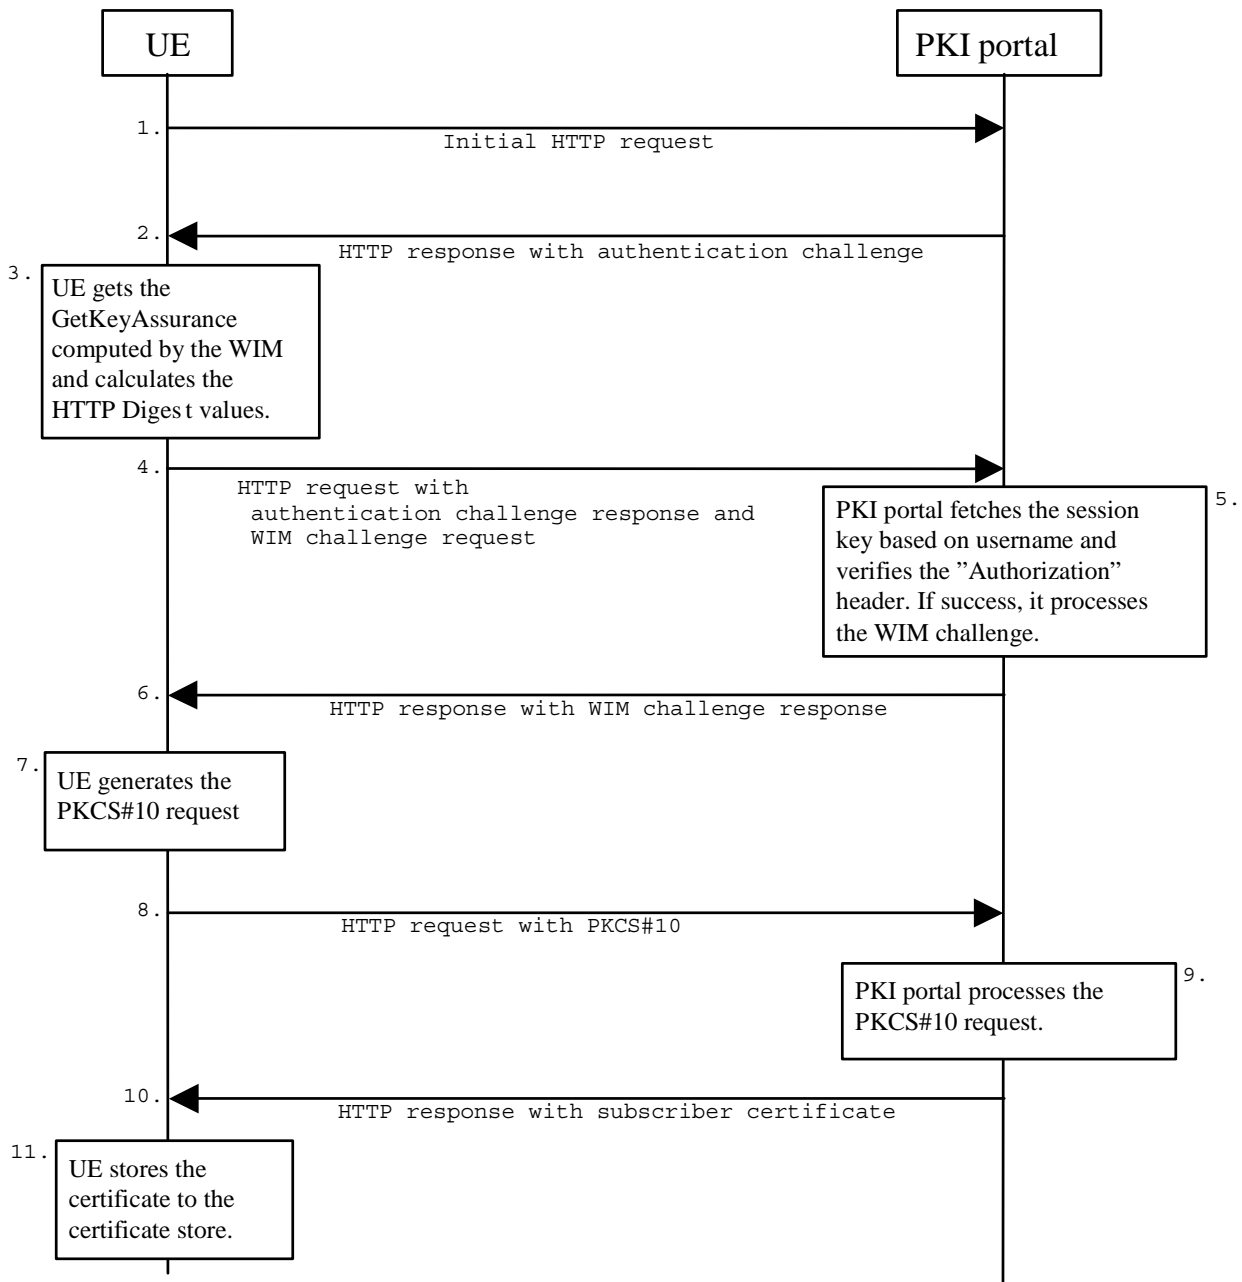 UE
PKI portal
1.
Initial HTTP request
2.
HTTP response with authentication challenge
3.
UE gets the
GetKeyAssurance
computed by the WIM
and calculates the
HTTP Digest values.
4.
HTTP request with
authentication challenge response and
WIM challenge request
5.
PKI portal fetches the session
key based on username and
verifies the ”Authorization”
header. If success, it processes
the WIM challenge.
6.
HTTP response with WIM challenge response
7.
UE generates the
PKCS#10 request
8.
HTTP request with PKCS#10
9.
PKI portal processes the
PKCS#10 request.
10.
HTTP response with subscriber certificate
11.
UE stores the
certificate to the
certificate store.